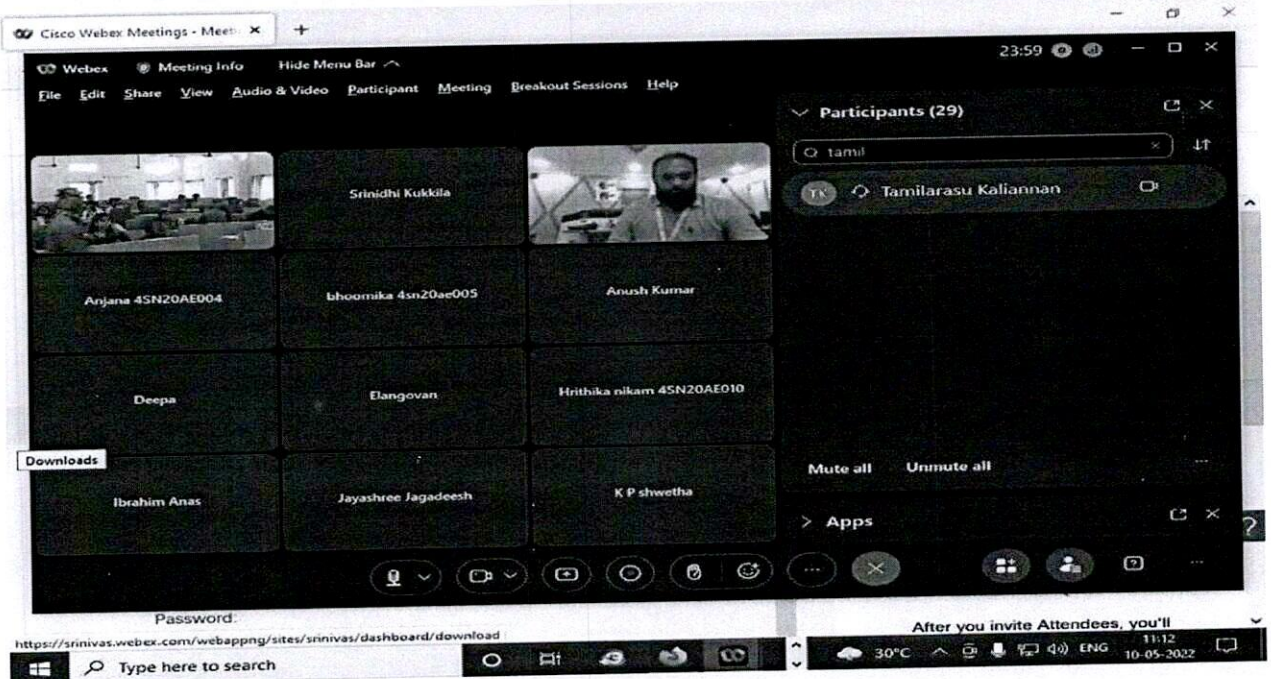 Cisco Webex Meetings - Meeti
23:59
Webex Meeting Info Hide Menu Bar
File Edit Share View Audio & Video Participant Meeting Breakout Sessions Help
Participants (29)
tamil
TK Tamilarasu Kaliannan
Srinidhi Kukkila
Anjana 4SN20AE004
bhoomika 4sn20ae005
Anush Kumar
Deepa
Elangovan
Hrithika nikam 4SN20AE010
Downloads
Ibrahim Anas
Jayashree Jagadeesh
K P shwetha
Mute all Unmute all
Apps
Password:
After you invite Attendees, you'll
https://srinivas.webex.com/webappng/sites/srinivas/dashboard/download
Type here to search
30°C ENG
11:12
10-05-2022